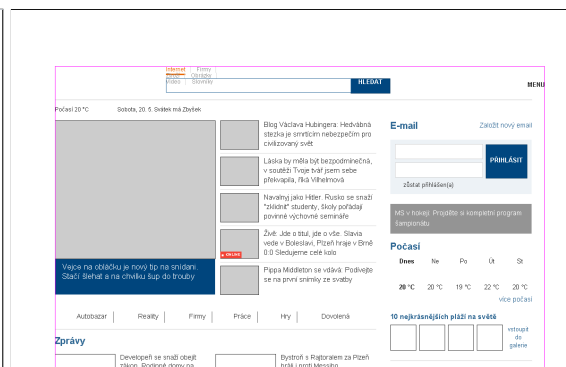 Internet Firmy
Obrázky
Video Slovníky
HLEDAT
MENU
Počasí 20 °C Sobota, 20. 5. Svátek má Zbyšek
Vejce na obláčku je nový tip na snídani.
Stačí šlehat a na chvilku šup do trouby
Blog Václava Hubingera: Hedvábná
stezka je smrtícím nebezpečím pro
civilizovaný svět
Láska by měla být bezpodmínečná,
v soutěži Tvoje tvář jsem sebe
překvapila, říká Vilhelmová
Navalnyj jako Hitler. Rusko se snaží
"zklidnit" studenty, školy pořádají
povinné výchovné semináře
ONLINE
Živě: Jde o titul, jde o vše. Slavia
vede v Boleslavi, Plzeň hraje v Brně
0:0 Sledujeme celé kolo
Pippa Middleton se vdává: Podívejte
se na první snímky ze svatby
E-mail Založit nový email
PŘIHLÁSIT
zůstat přihlášen(a)
MS v hokeji. Projděte si kompletní program
šampionátu.
Počasí
Dnes Ne Po Út St
20 °C 20 °C 19 °C 22 °C 20 °C
více počasí
10 nejkrásnějších pláží na světě
vstoupit
do
galerie
Autobazar Reality Firmy Práce Hry Dovolená
Zprávy
Developeři se snaží obejít
zákon. Rodinné domy na
Bystroň s Rajtoralem za Plzeň
hráli i proti Messimu.